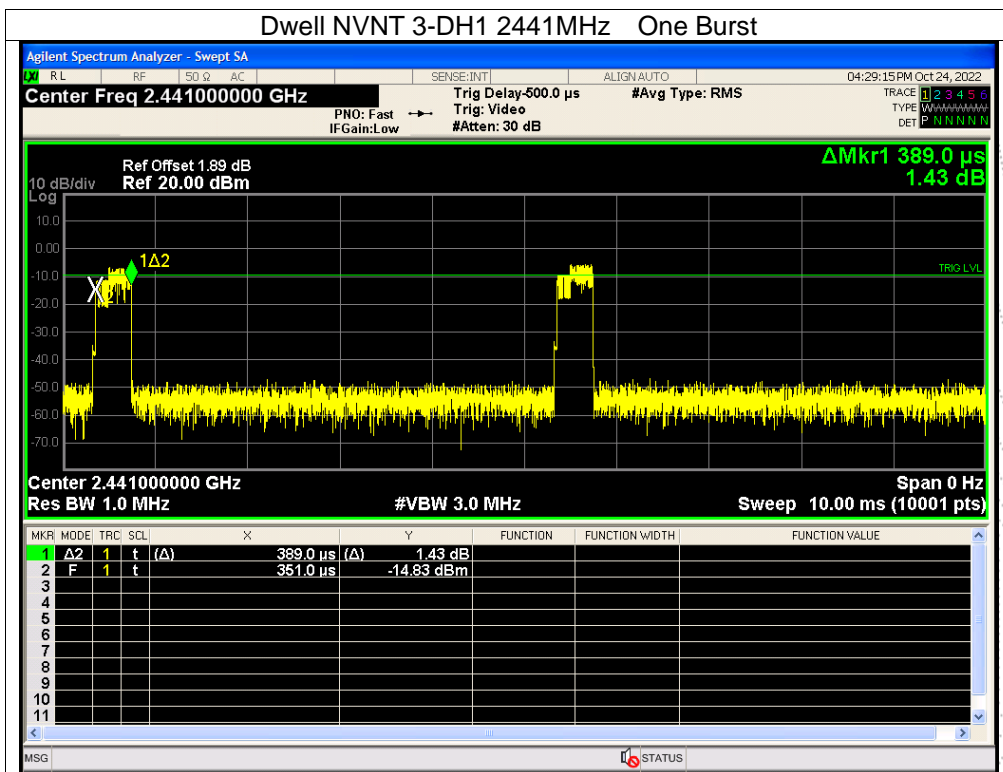 Dwell NVNT 3-DH1 2441MHz One Burst
Agilent Spectrum Analyzer - Swept SA
LXI RL RF 50 Ω AC SENSE:INT ALIGN AUTO 04:29:15 PM Oct 24, 2022
Center Freq 2.441000000 GHz Trig Delay-500.0 µs #Avg Type: RMS TRACE 1 2 3 4 5 6
PNO: Fast Trig: Video TYPE WWWWWW
IFGain:Low #Atten: 30 dB DET P N N N N N
ΔMkr1 389.0 µs
1.43 dB
Ref Offset 1.89 dB
10 dB/div Ref 20.00 dBm
Log
10.0
0.00
1Δ2
TRIG LVL
-10.0
-20.0
-30.0
-40.0
-50.0
-60.0
-70.0
Center 2.441000000 GHz Span 0 Hz
Res BW 1.0 MHz #VBW 3.0 MHz Sweep 10.00 ms (10001 pts)
MKR MODE TRC SCL X Y FUNCTION FUNCTION WIDTH FUNCTION VALUE
1 Δ2 1 t (Δ) 389.0 µs (Δ) 1.43 dB
2 F 1 t 351.0 µs -14.83 dBm
3
4
5
6
7
8
9
10
11
MSG STATUS